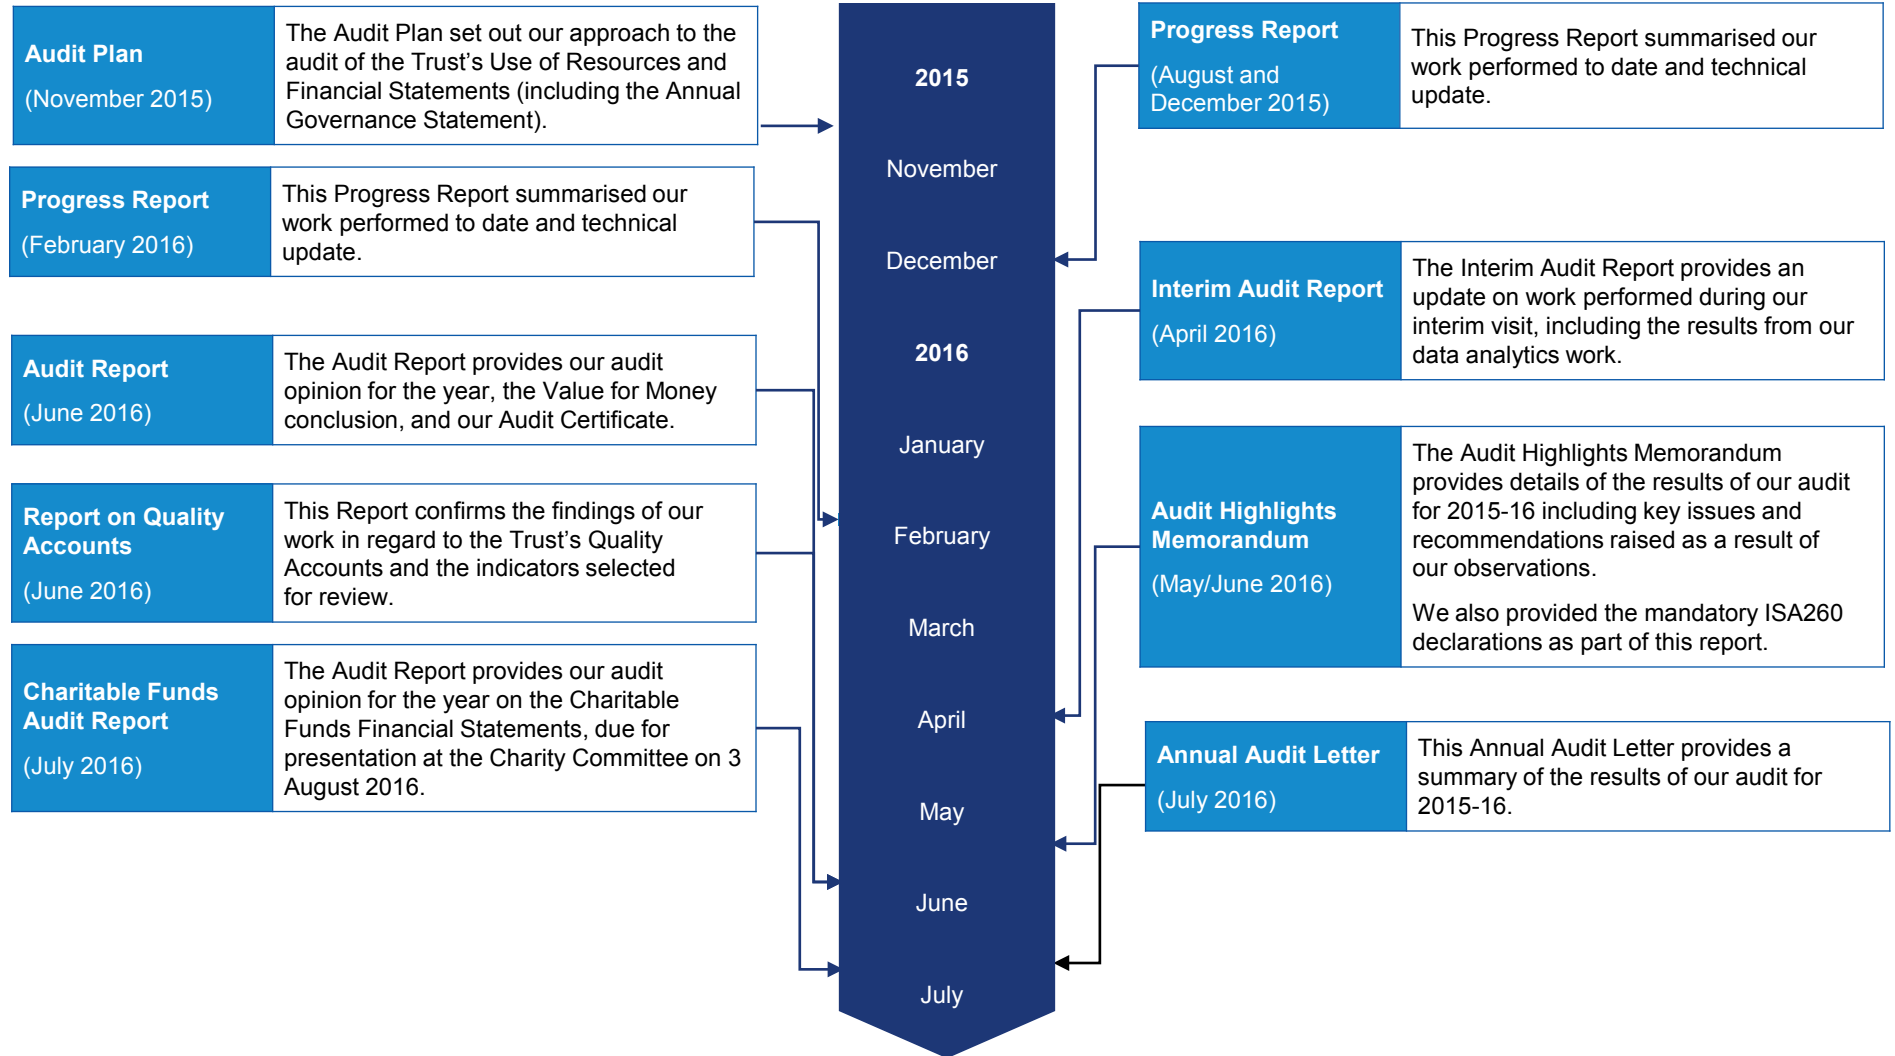 Audit Plan
(November 2015)
The Audit Plan set out our approach to the
audit of the Trust's Use of Resources and
Financial Statements (including the Annual
Governance Statement).
Progress Report
(February 2016)
This Progress Report summarised our
work performed to date and technical
update.
Audit Report
(June 2016)
The Audit Report provides our audit
opinion for the year, the Value for Money
conclusion, and our Audit Certificate.
Report on Quality
Accounts
(June 2016)
This Report confirms the findings of our
work in regard to the Trust's Quality
Accounts and the indicators selected
for review.
Charitable Funds
Audit Report
(July 2016)
The Audit Report provides our audit
opinion for the year on the Charitable
Funds Financial Statements, due for
presentation at the Charity Committee on 3
August 2016.
2015
November
December
2016
January
February
March
April
May
June
July
Progress Report
(August and
December 2015)
This Progress Report summarised our
work performed to date and technical
update.
Interim Audit Report
(April 2016)
The Interim Audit Report provides an
update on work performed during our
interim visit, including the results from our
data analytics work.
Audit Highlights
Memorandum
(May/June 2016)
The Audit Highlights Memorandum
provides details of the results of our audit
for 2015-16 including key issues and
recommendations raised as a result of
our observations.
We also provided the mandatory ISA260
declarations as part of this report.
Annual Audit Letter
(July 2016)
This Annual Audit Letter provides a
summary of the results of our audit for
2015-16.